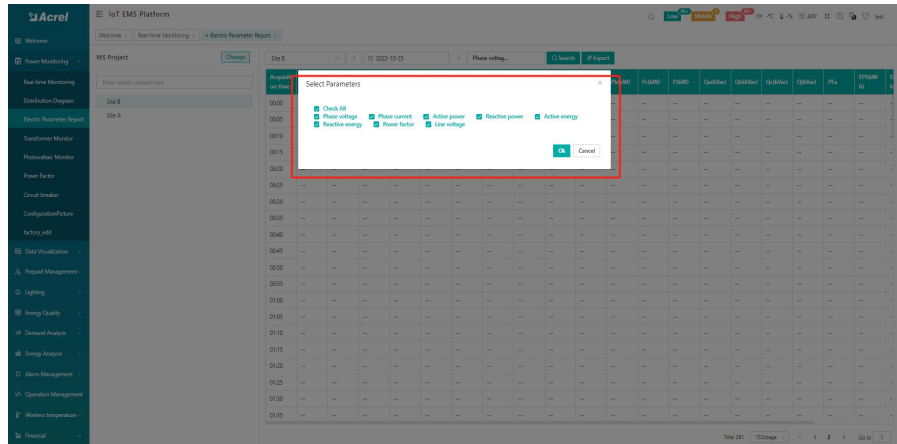 Acrel
IoT EMS Platform
Low
Middle
High
APP
test
Welcome
Real-time Monitoring
Electric Parameter Report
Welcome
Power Monitoring
Real-time Monitoring
Distribution Diagram
Electric Parameter Report
Transformer Monitor
Photovoltaic Monitor
Power Factor
Circuit breaker
ConfigurationPicture
factory_edit
Data Visualization
Prepaid Management
Lighting
Energy Quality
Demand Analysis
Energy Analysis
Alarm Management
Operation Management
Wireless temperature
Financial
MS Project
Change
Enter search content here
Site B
Site A
Site B
2022-10-25
Phase voltag...
Search
Export
Acquisiti
on time
Pc(kW) P(kW) Qa(kVar) Qb(kVar) Qc(kVar) Q(kVar) PFa EPI(kW·
h)
Select Parameters
Check All
Phase voltage Phase current Active power Reactive power Active energy
Reactive energy Power factor Line voltage
Ok Cancel
00:00
00:05
00:10
00:15
00:20
00:25
00:30
00:35
00:40
00:45
00:50
00:55
01:00
01:05
01:10
01:15
01:20
01:25
01:30
01:35
Total 281 150/page 1 2 Go to 1